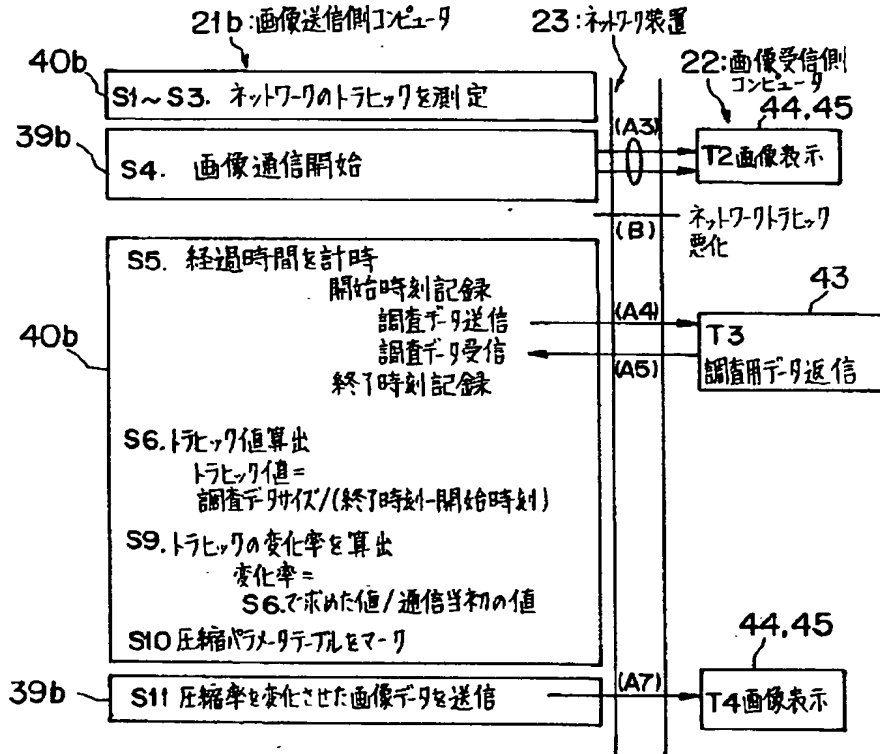 21b:画像送信側コンピュータ
23:ネットワーク装置
22:画像受信側
コンピュータ
40b
S1~S3. ネットワークのトラヒックを測定
39b
S4. 画像通信開始
(A3)
44,45
T2画像表示
(B)
ネットワークトラヒック
悪化
40b
S5. 経過時間を計時
開始時刻記録
調査データ送信
(A4)
調査データ受信
(A5)
終了時刻記録
43
T3
調査用データ返信
S6.トラヒック値算出
トラヒック値=
調査データサイズ/(終了時刻-開始時刻)
S9.トラヒックの変化率を算出
変化率=
S6.で求めた値/通信当初の値
S10圧縮パラメータテーブルをマーク
39b
S11圧縮率を変化させた画像データを送信
(A7)
44,45
T4画像表示